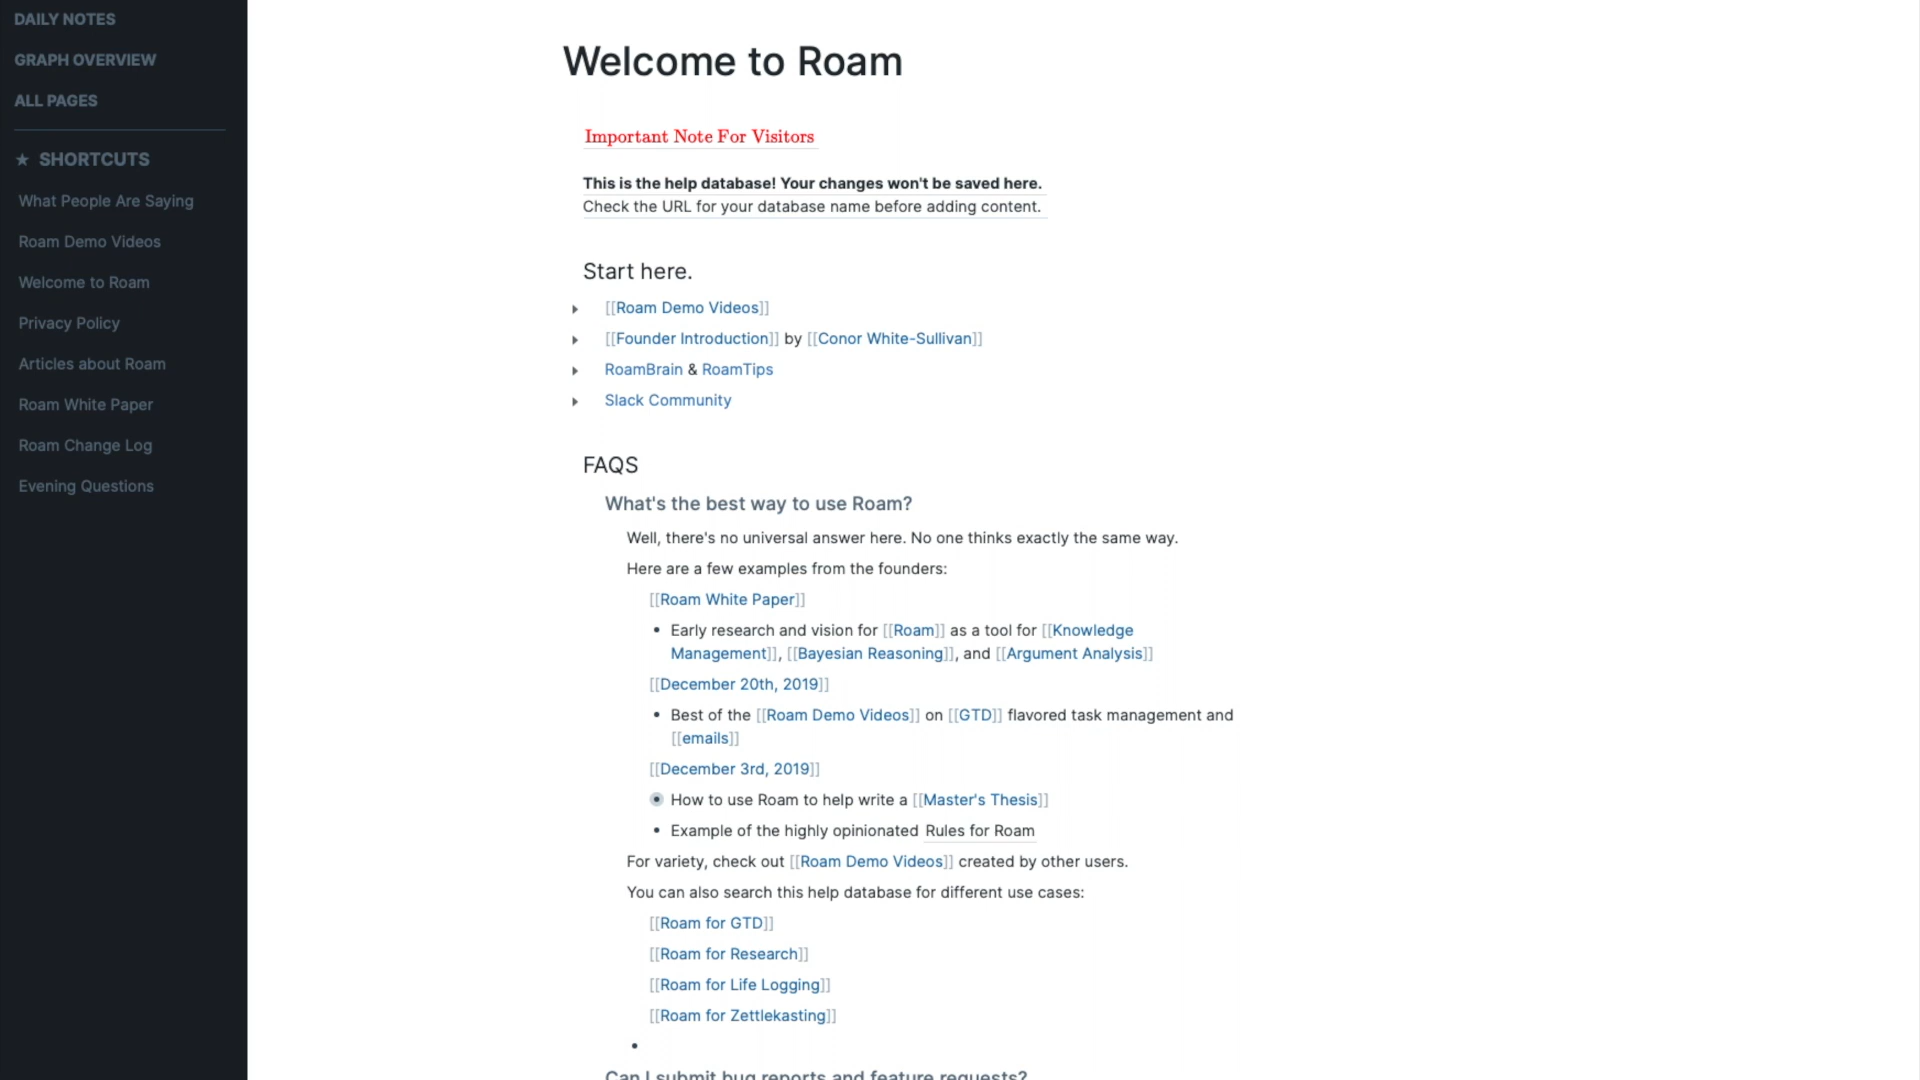 DAILY NOTES
GRAPH OVERVIEW
ALL PAGES
★ SHORTCUTS
What People Are Saying
Roam Demo Videos
Welcome to Roam
Privacy Policy
Articles about Roam
Roam White Paper
Roam Change Log
Evening Questions
Welcome to Roam
Important Note For Visitors
This is the help database! Your changes won't be saved here.
Check the URL for your database name before adding content.
Start here.
[[Roam Demo Videos]]
[[Founder Introduction]] by [[Conor White-Sullivan]]
RoamBrain & RoamTips
Slack Community
FAQS
What's the best way to use Roam?
Well, there's no universal answer here. No one thinks exactly the same way.
Here are a few examples from the founders:
[[Roam White Paper]]
• Early research and vision for [[Roam]] as a tool for [[Knowledge
Management]], [[Bayesian Reasoning]], and [[Argument Analysis]]
[[December 20th, 2019]]
• Best of the [[Roam Demo Videos]] on [[GTD]] flavored task management and
[[emails]]
[[December 3rd, 2019]]
• How to use Roam to help write a [[Master's Thesis]]
• Example of the highly opinionated Rules for Roam
For variety, check out [[Roam Demo Videos]] created by other users.
You can also search this help database for different use cases:
[[Roam for GTD]]
[[Roam for Research]]
[[Roam for Life Logging]]
[[Roam for Zettlekasting]]
Can I submit bug reports and feature requests?